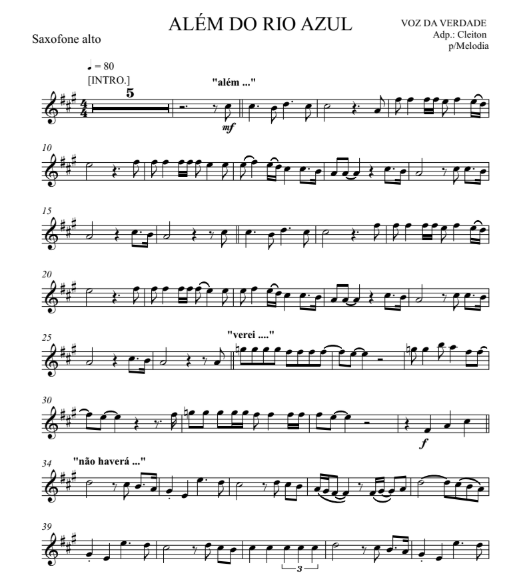 ALÉM DO RIO AZUL
VOZ DA VERDADE
Adp.: Cleiton
p/Melodia
Saxofone alto
♩ = 80
[INTRO.]
5
"além ..."
mf
10
15
20
25
"verei ...."
30
f
34
"não haverá ..."
39
3